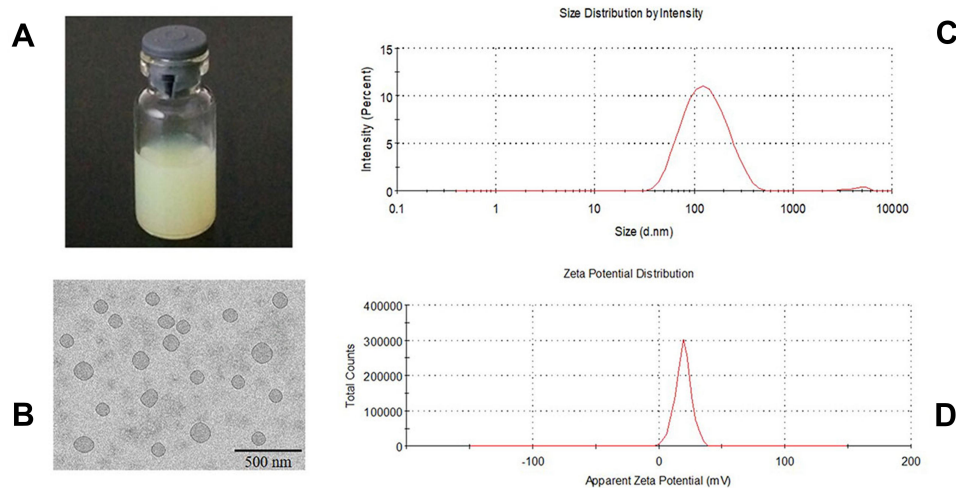 A
Size Distribution by Intensity
C
15
10
5
0
Intensity (Percent)
0.1 1 10 100 1000 10000
Size (d.nm)
Zeta Potential Distribution
400000
300000
200000
100000
0
Total Counts
-100 0 100 200
Apparent Zeta Potential (mV)
B
500 nm
D